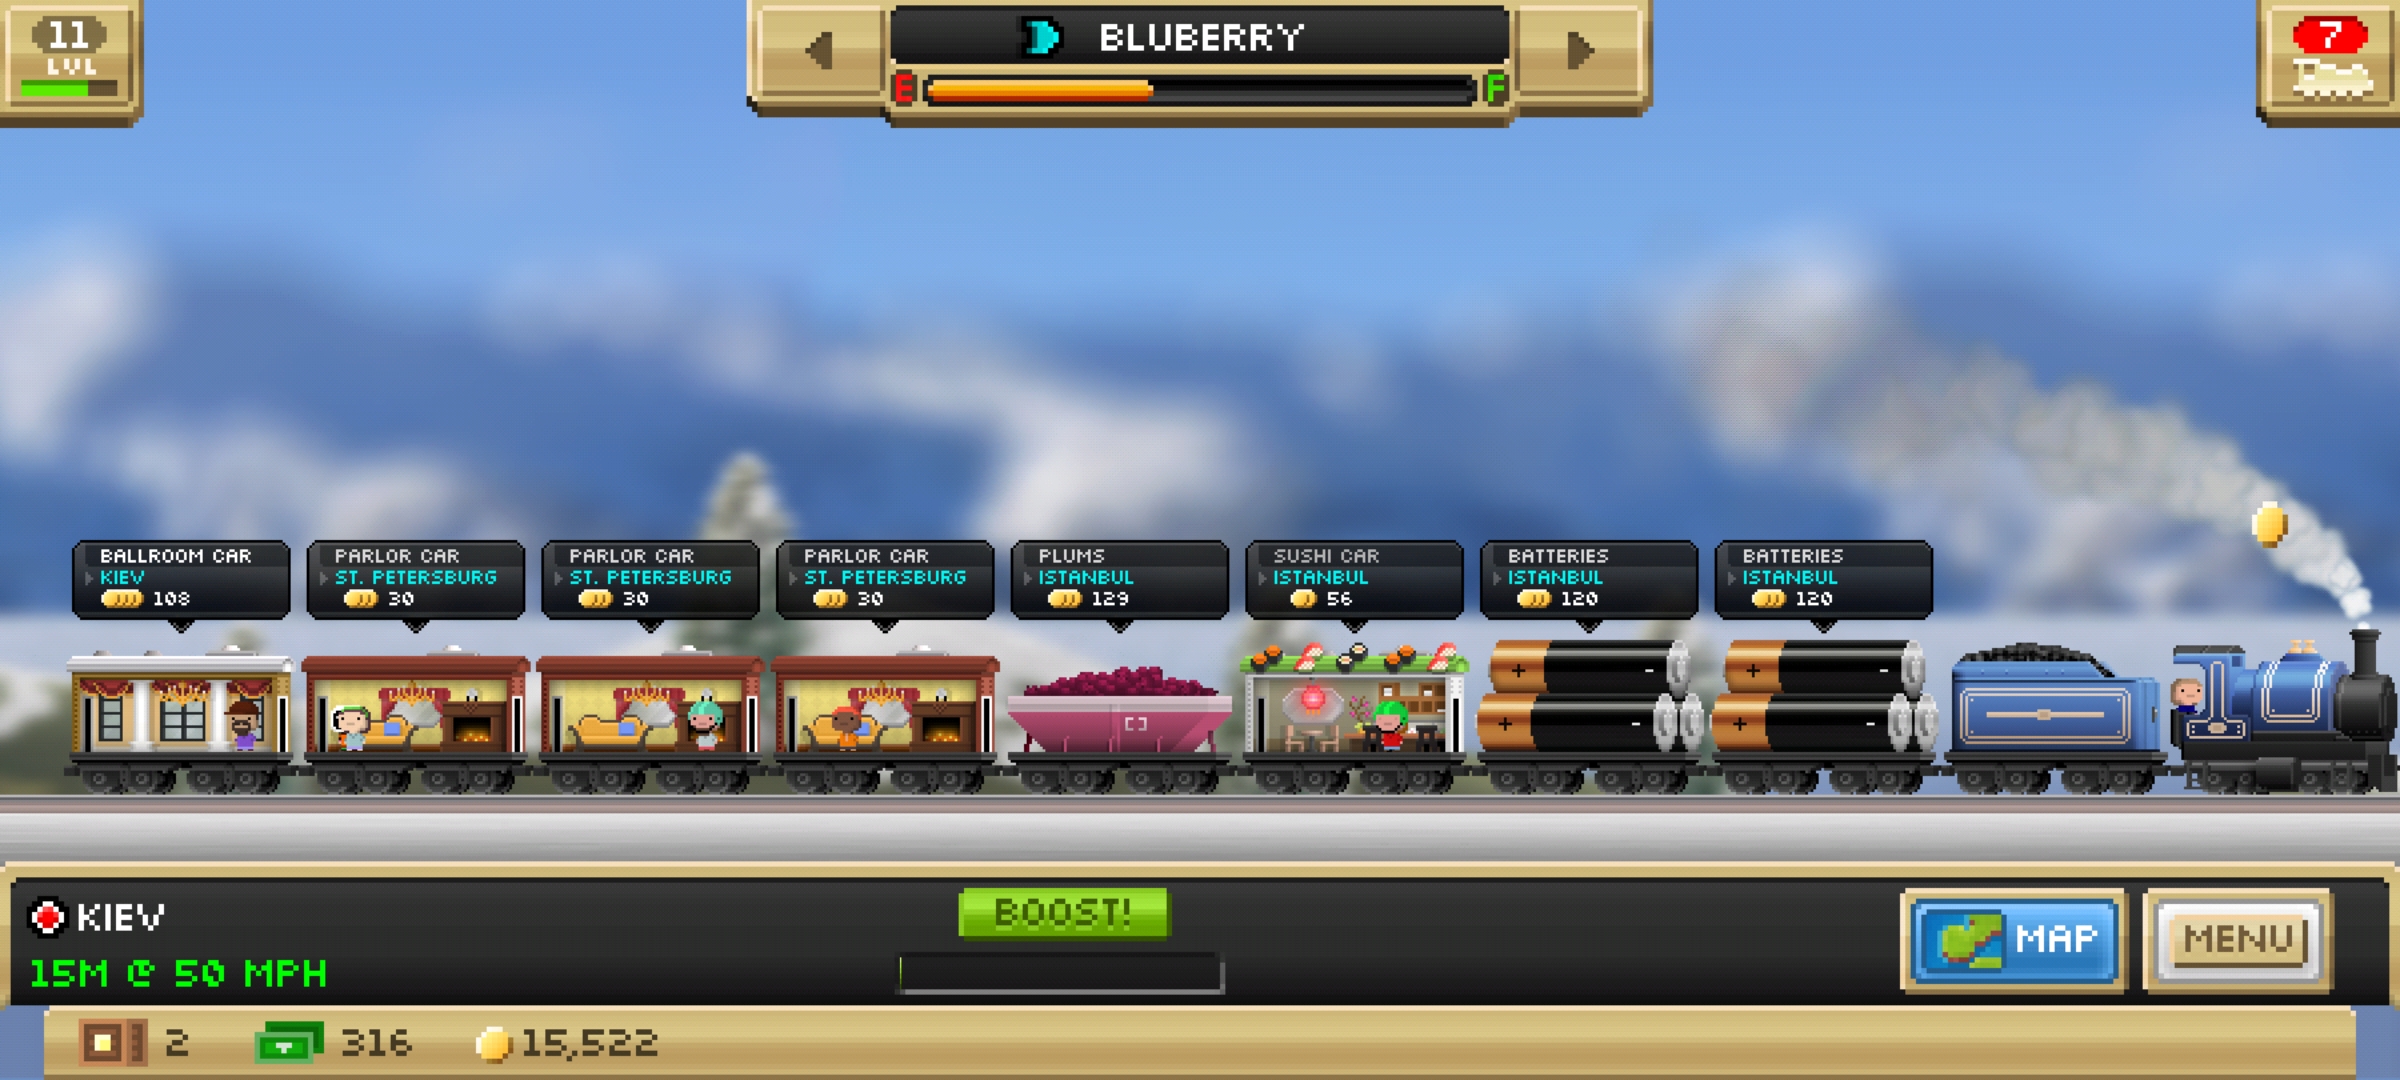 11
LVL
BLUBERRY
E
F
7
BALLROOM CAR
KIEV
108
PARLOR CAR
ST. PETERSBURG
30
PARLOR CAR
ST. PETERSBURG
30
PARLOR CAR
ST. PETERSBURG
30
PLUMS
ISTANBUL
129
SUSHI CAR
ISTANBUL
56
BATTERIES
ISTANBUL
120
BATTERIES
ISTANBUL
120
+ -
+ -
+ -
+ -
KIEV
15M @ 50 MPH
BOOST!
MAP
MENU
2
316
15,522